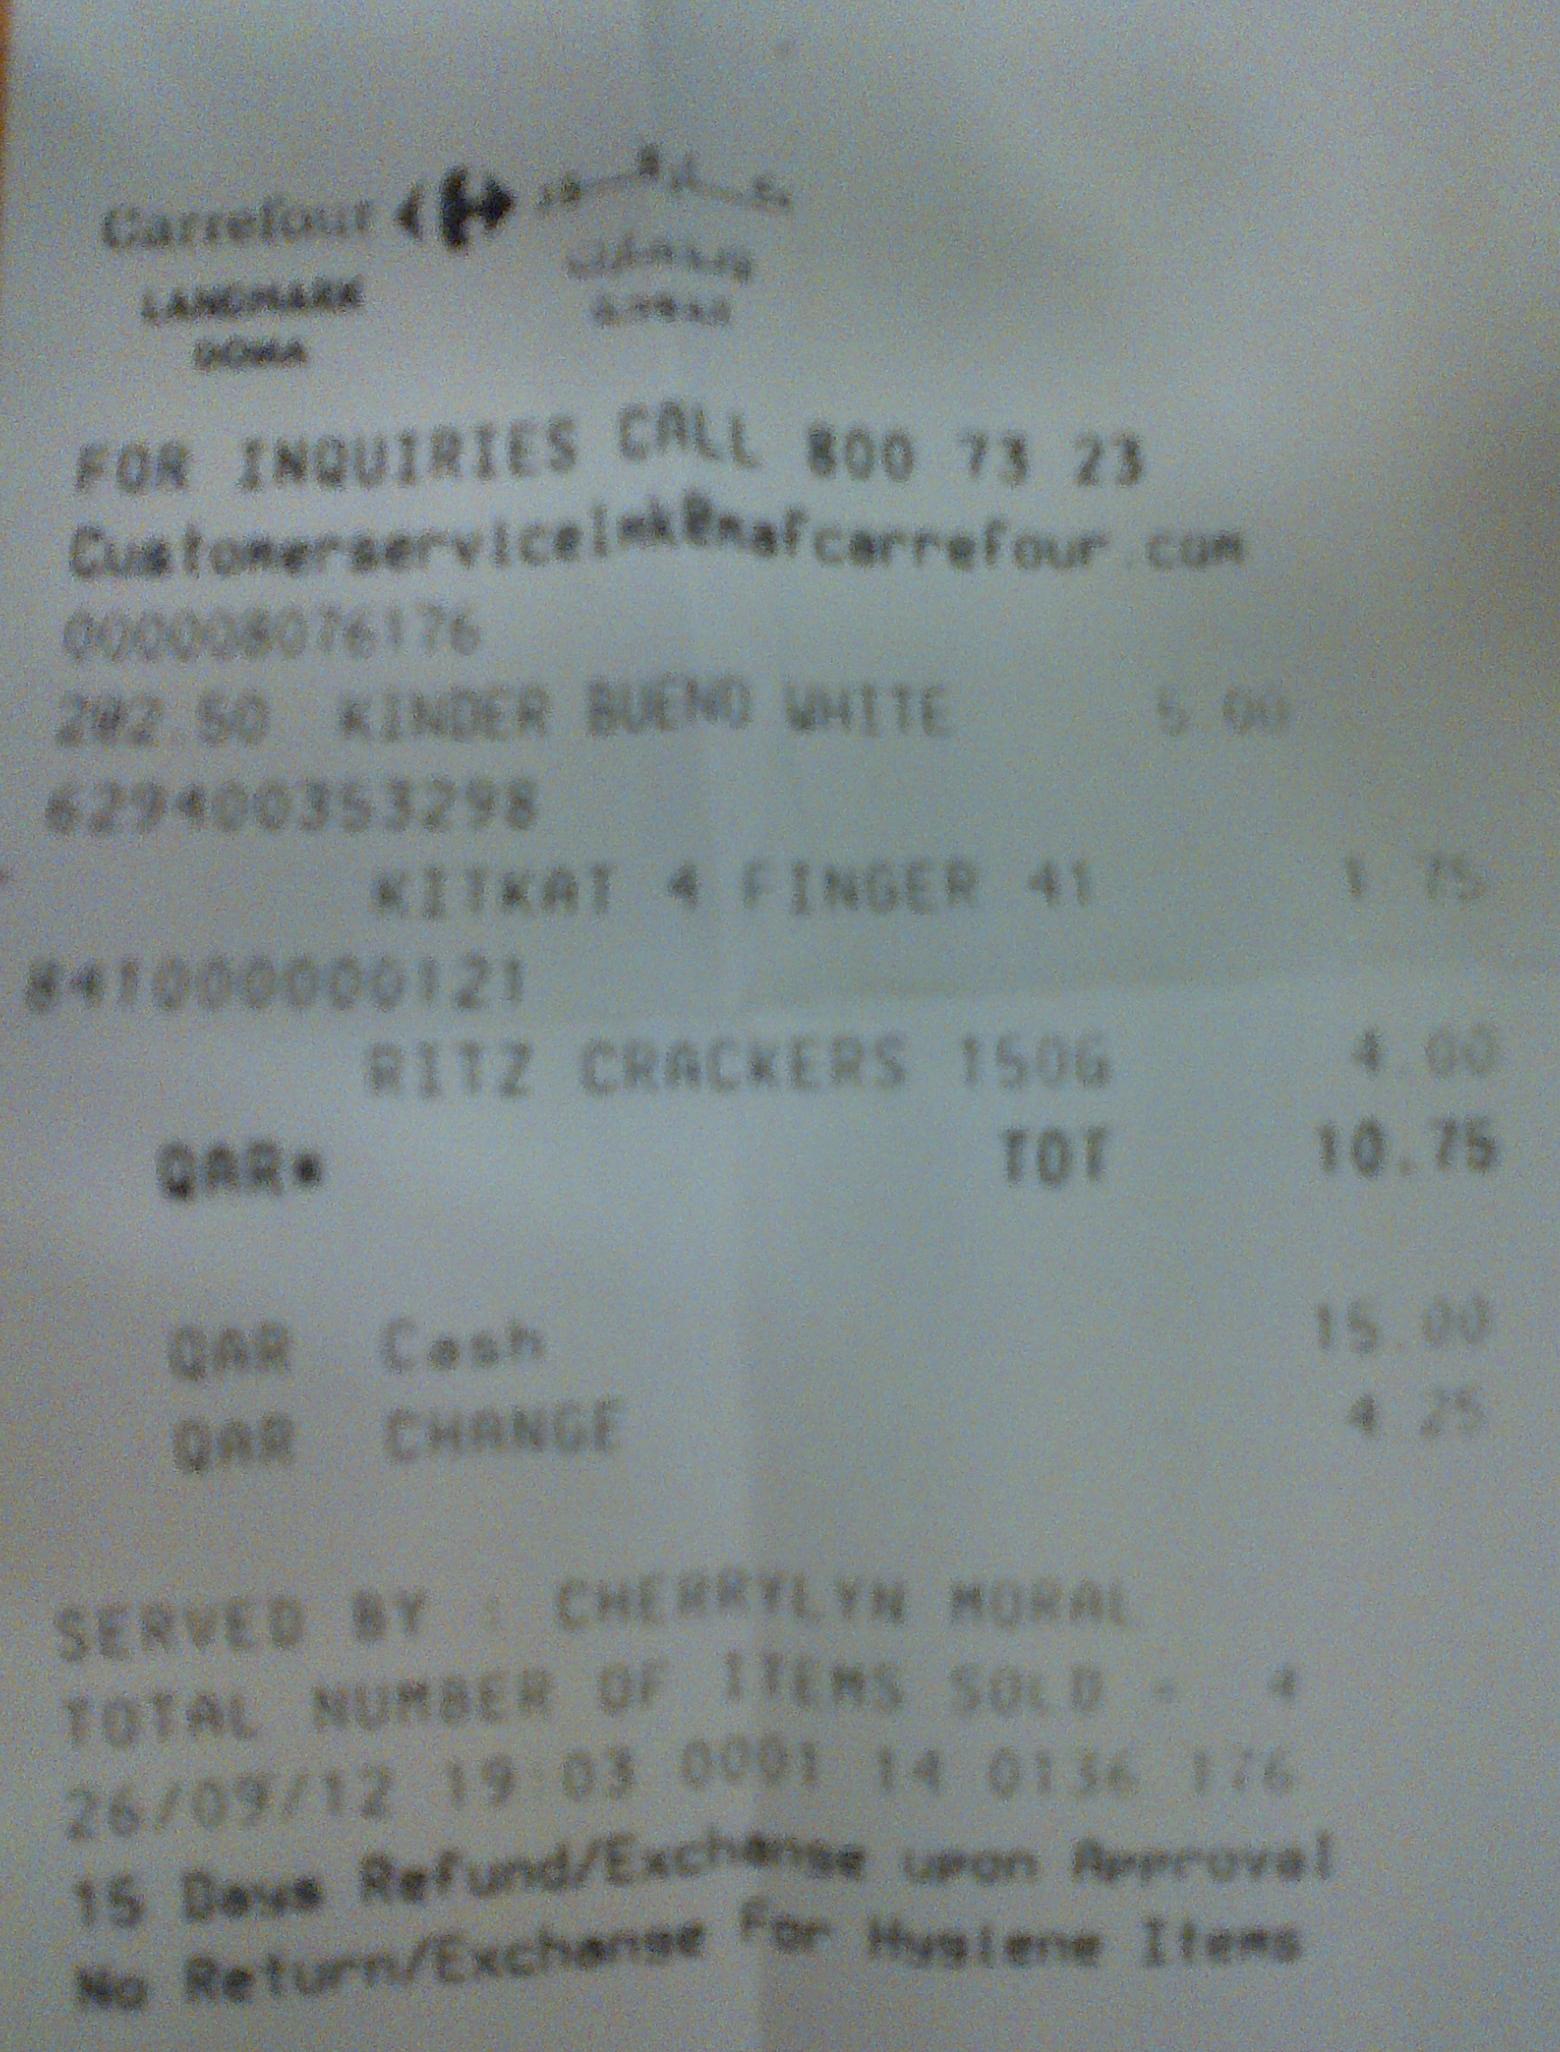 Carrefour
LANDMARK
DOHA
FOR INQUIRIES CALL 800 73 23
Customerservicelmk@mafcarrefour.com
000008076176
2@2.50 KINDER BUENO WHITE 5.00
629400353298
KITKAT 4 FINGER 41 1.75
841000000121
RITZ CRACKERS 150G 4.00
QAR* TOT 10.75
QAR Cash 15.00
QAR CHANGE 4.25
SERVED BY : CHERRYLYN MORAL
TOTAL NUMBER OF ITEMS SOLD - 4
26/09/12 19:03 0001 14 0136 176
15 Days Refund/Exchange upon Approval
No Return/Exchange For Hygiene Items